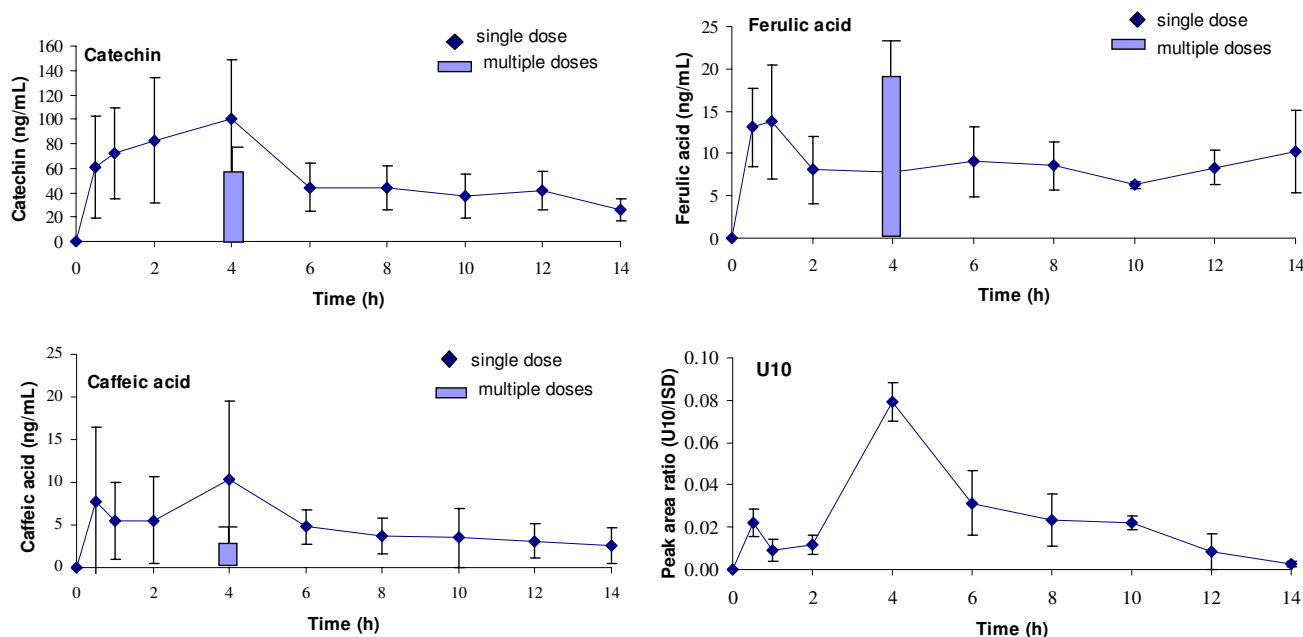 Catechin
single dose
multiple doses
Catechin (ng/mL)
160
140
120
100
80
60
40
20
0
0 2 4 6 8 10 12 14
Time (h)
Ferulic acid
single dose
multiple doses
Ferulic acid (ng/mL)
25
20
15
10
5
0
0 2 4 6 8 10 12 14
Time (h)
Caffeic acid
single dose
multiple doses
Caffeic acid (ng/mL)
25
20
15
10
5
0
0 2 4 6 8 10 12 14
Time (h)
U10
Peak area ratio (U10/ISD)
0.10
0.08
0.06
0.04
0.02
0.00
0 2 4 6 8 10 12 14
Time (h)